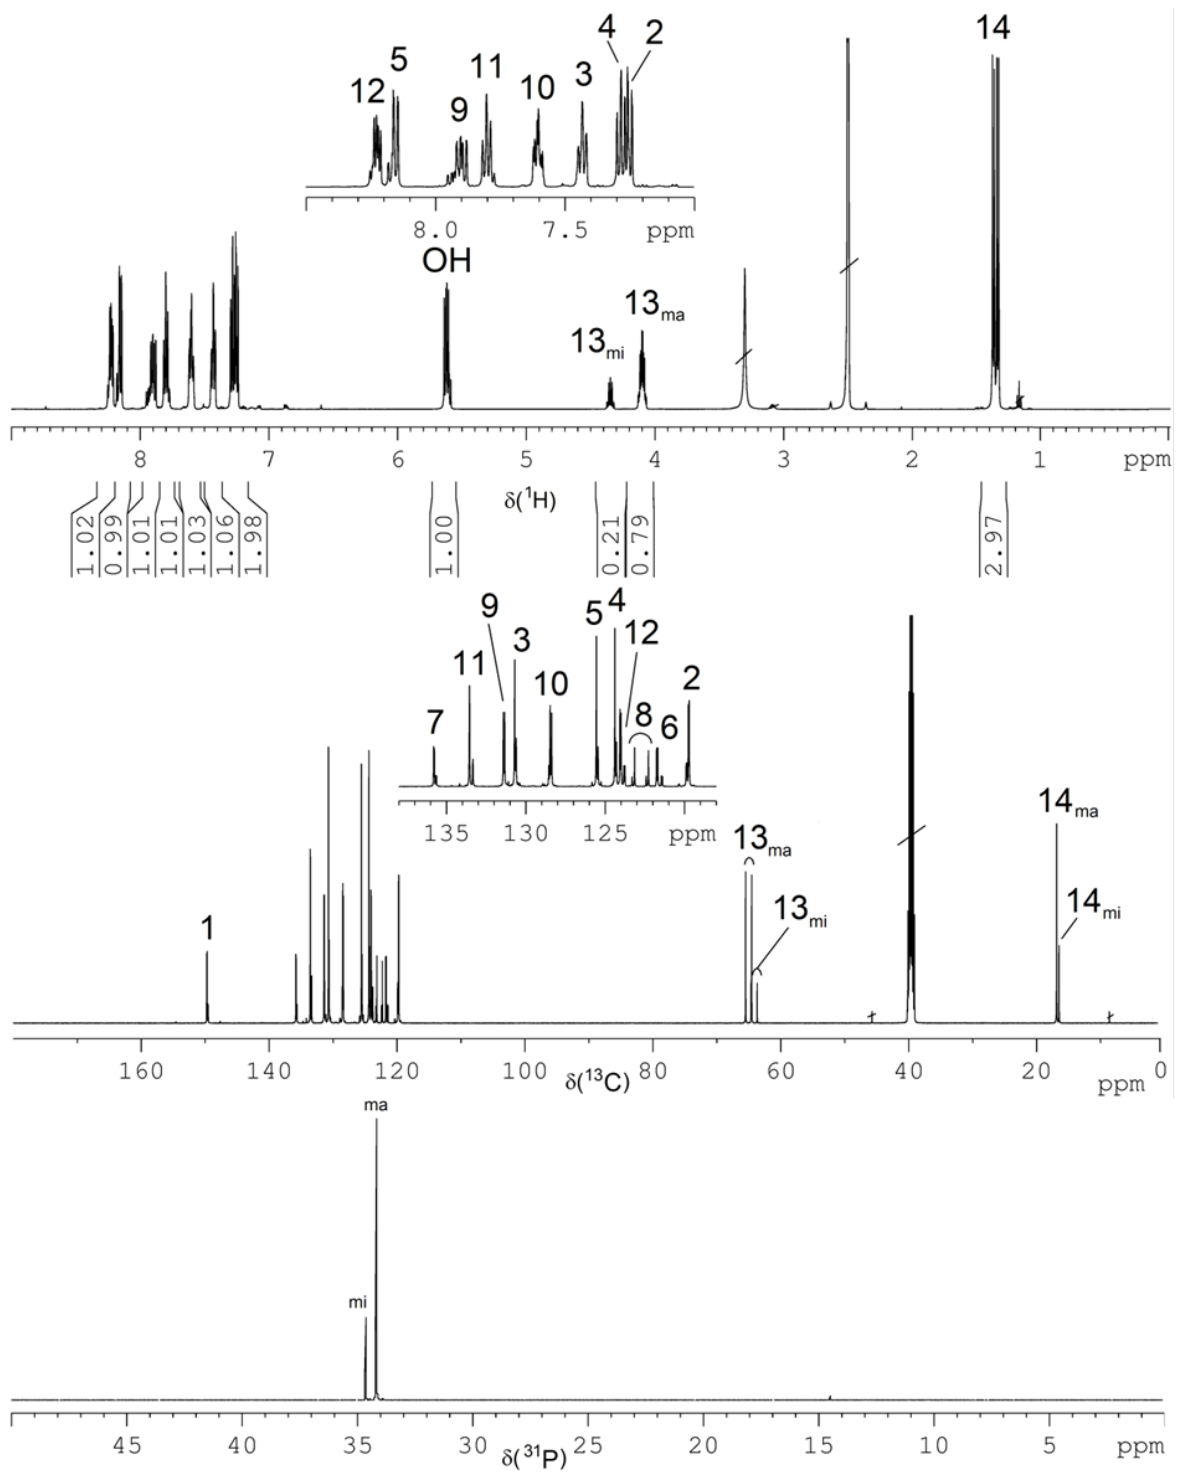 14
4
2
5
11
3
12
10
9
8.0 7.5 ppm
OH
13ma
13mi
8 7 6 5 4 3 2 1 ppm
δ(¹H)
1.02 0.99 1.01 1.01 1.03 1.06 1.98 1.00 0.21 0.79 2.97
9 5 4
11 3 12
7 10 8 6 2
135 130 125 ppm
13ma
14ma
13mi
14mi
1
160 140 120 100 80 60 40 20 ppm 0
δ(¹³C)
ma
mi
45 40 35 30 25 20 15 10 5 ppm
δ(³¹P)